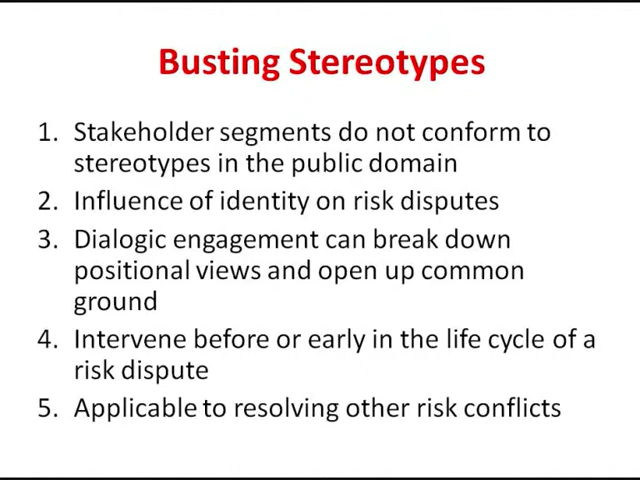 Busting Stereotypes
1. Stakeholder segments do not conform to
stereotypes in the public domain
2. Influence of identity on risk disputes
3. Dialogic engagement can break down
positional views and open up common
ground
4. Intervene before or early in the life cycle of a
risk dispute
5. Applicable to resolving other risk conflicts